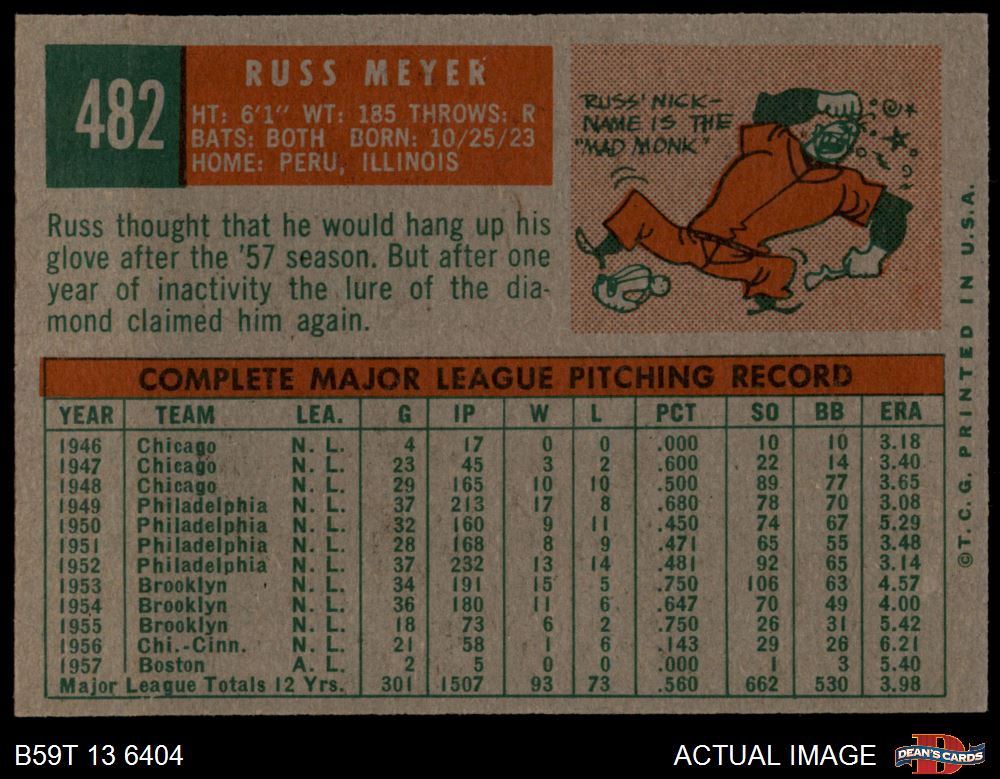 482
RUSS MEYER
HT: 6'1" WT: 185 THROWS: R
BATS: BOTH BORN: 10/25/23
HOME: PERU, ILLINOIS
RUSS' NICK-
NAME IS THE
"MAD MONK"
Russ thought that he would hang up his
glove after the '57 season. But after one
year of inactivity the lure of the dia-
mond claimed him again.
COMPLETE MAJOR LEAGUE PITCHING RECORD
YEAR TEAM LEA. G IP W L PCT SO BB ERA
1946 Chicago N. L. 4 17 0 0 .000 10 10 3.18
1947 Chicago N. L. 23 45 3 2 .600 22 14 3.40
1948 Chicago N. L. 29 165 10 10 .500 89 77 3.65
1949 Philadelphia N. L. 37 213 17 8 .680 78 70 3.08
1950 Philadelphia N. L. 32 160 9 11 .450 74 67 5.29
1951 Philadelphia N. L. 28 168 8 9 .471 65 55 3.48
1952 Philadelphia N. L. 37 232 13 14 .481 92 65 3.14
1953 Brooklyn N. L. 34 191 15 5 .750 106 63 4.57
1954 Brooklyn N. L. 36 180 11 6 .647 70 49 4.00
1955 Brooklyn N. L. 18 73 6 2 .750 26 31 5.42
1956 Chi.-Cinn. N. L. 21 58 1 6 .143 29 26 6.21
1957 Boston A. L. 2 5 0 0 .000 1 3 5.40
Major League Totals 12 Yrs. 301 1507 93 73 .560 662 530 3.98
©T.C.G. PRINTED IN U.S.A.
B59T 13 6404
ACTUAL IMAGE
DEAN'S CARDS